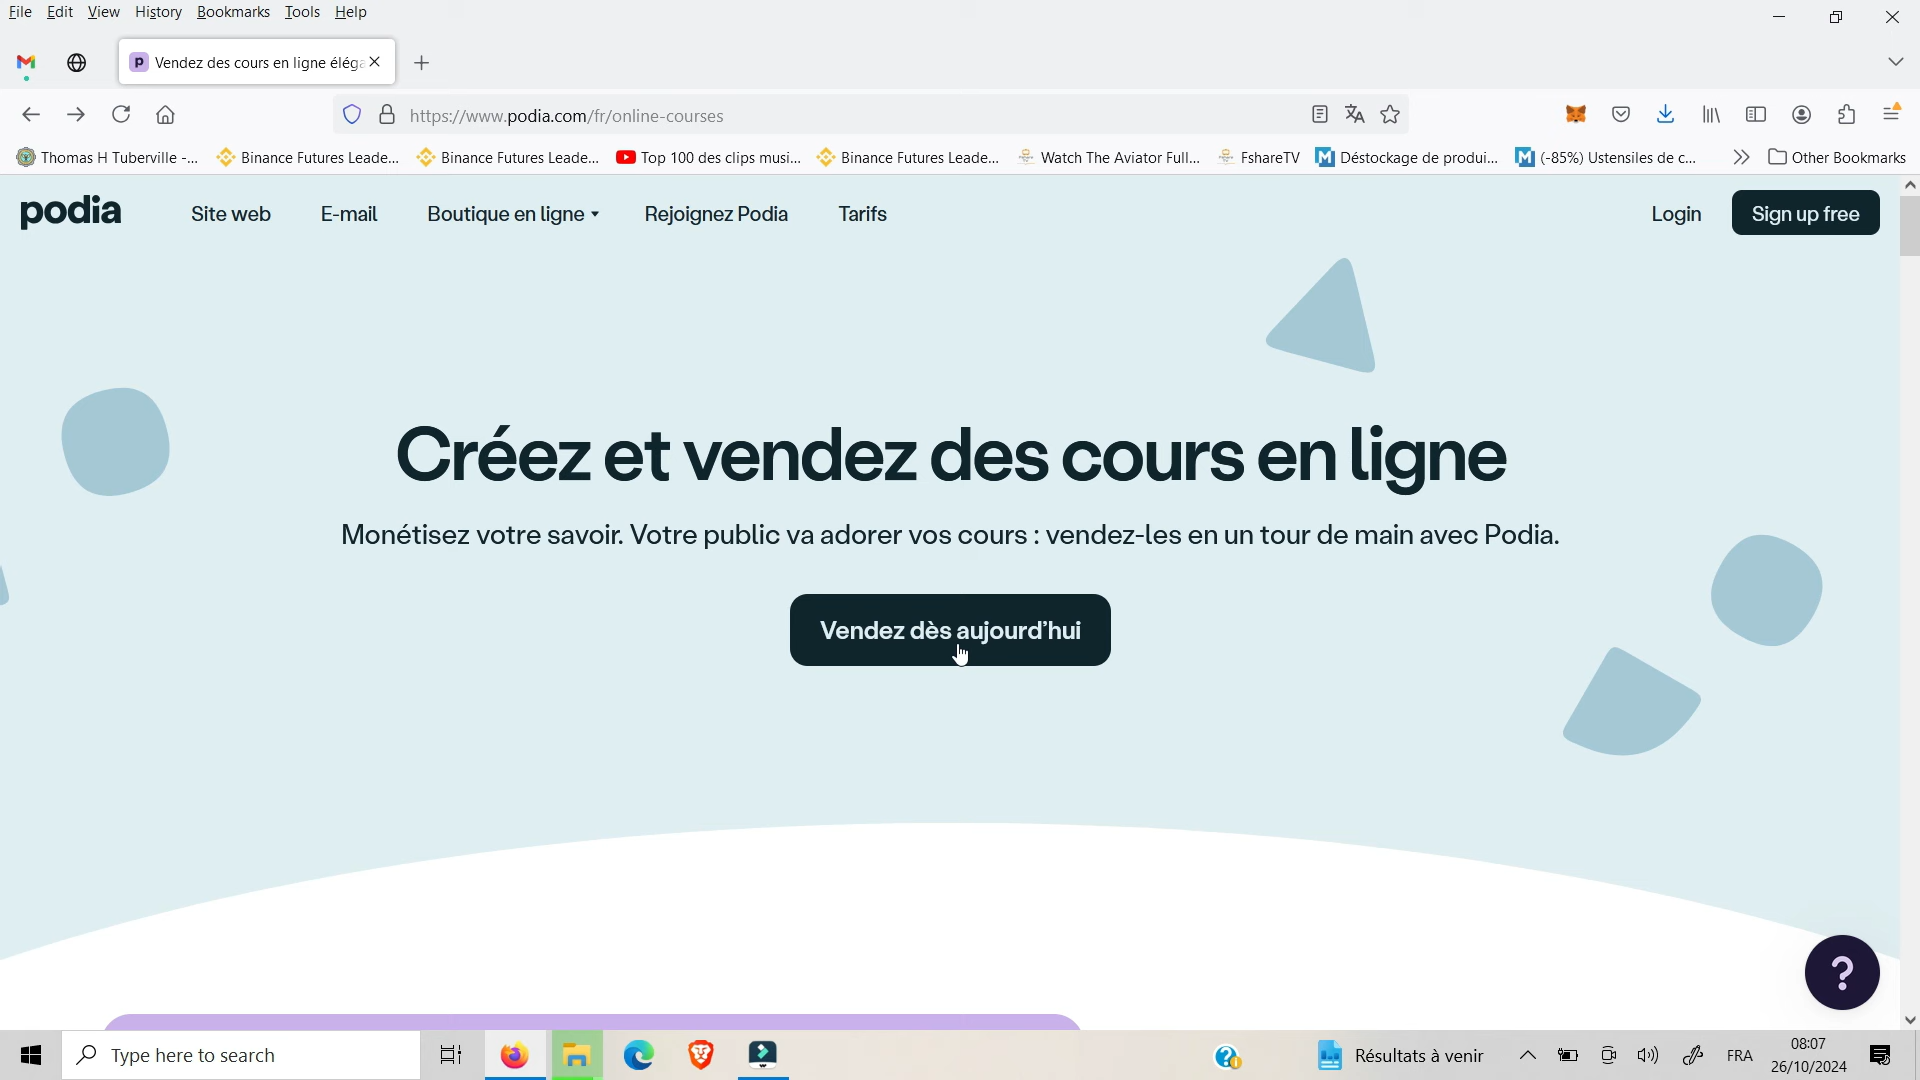 File Edit View History Bookmarks Tools Help
Vendez des cours en ligne éléga
https://www.podia.com/fr/online-courses
Thomas H Tuberville -... Binance Futures Leade... Binance Futures Leade... Top 100 des clips musi... Binance Futures Leade... Watch The Aviator Full... FshareTV Déstockage de produi... (-85%) Ustensiles de c... Other Bookmarks
podia Site web E-mail Boutique en ligne Rejoignez Podia Tarifs Login Sign up free
Créez et vendez des cours en ligne
Monétisez votre savoir. Votre public va adorer vos cours : vendez-les en un tour de main avec Podia.
Vendez dès aujourd’hui
?
Type here to search Résultats à venir FRA 08:07
26/10/2024